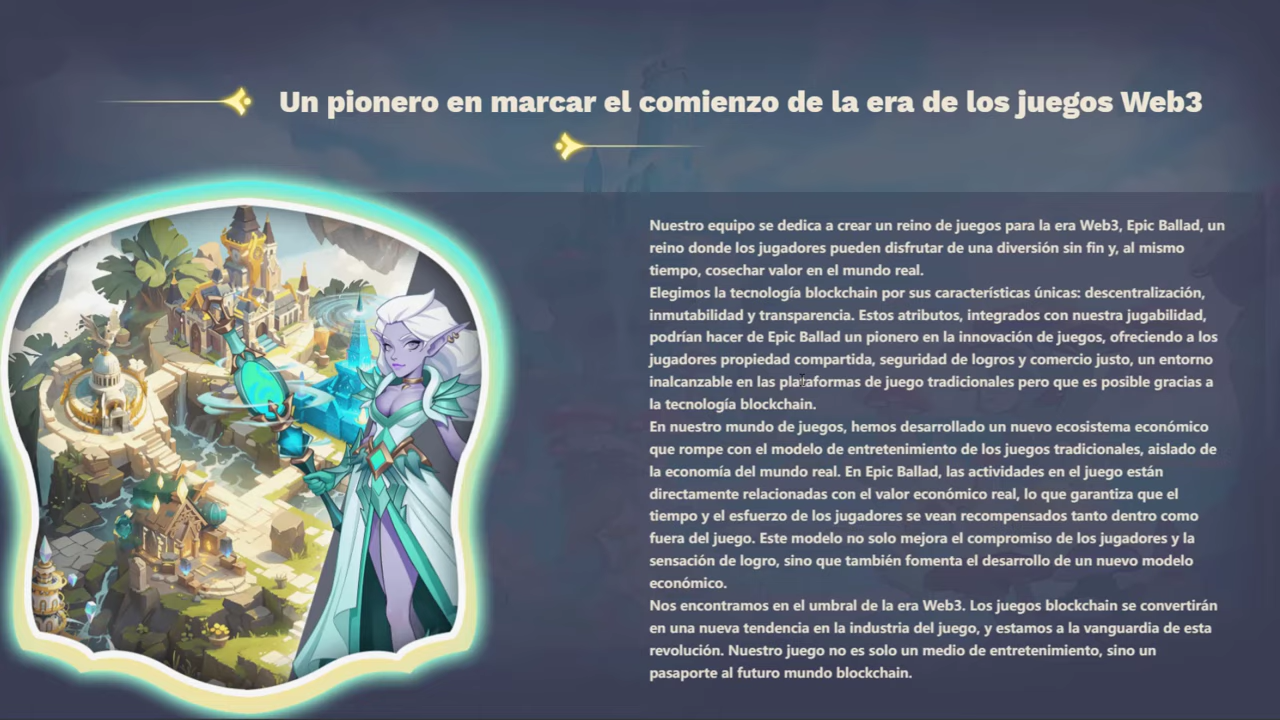 Un pionero en marcar el comienzo de la era de los juegos Web3
Nuestro equipo se dedica a crear un reino de juegos para la era Web3, Epic Ballad, un
reino donde los jugadores pueden disfrutar de una diversión sin fin y, al mismo
tiempo, cosechar valor en el mundo real.
Elegimos la tecnología blockchain por sus características únicas: descentralización,
inmutabilidad y transparencia. Estos atributos, integrados con nuestra jugabilidad,
podrían hacer de Epic Ballad un pionero en la innovación de juegos, ofreciendo a los
jugadores propiedad compartida, seguridad de logros y comercio justo, un entorno
inalcanzable en las plataformas de juego tradicionales pero que es posible gracias a
la tecnología blockchain.
En nuestro mundo de juegos, hemos desarrollado un nuevo ecosistema económico
que rompe con el modelo de entretenimiento de los juegos tradicionales, aislado de
la economía del mundo real. En Epic Ballad, las actividades en el juego están
directamente relacionadas con el valor económico real, lo que garantiza que el
tiempo y el esfuerzo de los jugadores se vean recompensados tanto dentro como
fuera del juego. Este modelo no solo mejora el compromiso de los jugadores y la
sensación de logro, sino que también fomenta el desarrollo de un nuevo modelo
económico.
Nos encontramos en el umbral de la era Web3. Los juegos blockchain se convertirán
en una nueva tendencia en la industria del juego, y estamos a la vanguardia de esta
revolución. Nuestro juego no es solo un medio de entretenimiento, sino un
pasaporte al futuro mundo blockchain.